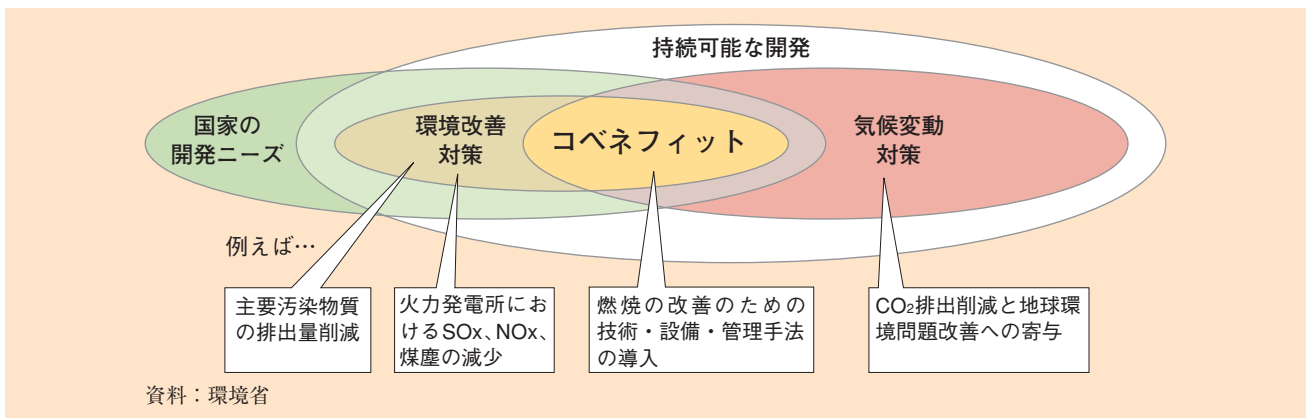 持続可能な開発
国家の
開発ニーズ
環境改善
対策
コベネフィット
気候変動
対策
例えば…
主要汚染物質
の排出量削減
火力発電所にお
けるSOx、NOx、
煤塵の減少
燃焼の改善のための
技術・設備・管理手法
の導入
CO₂排出削減と地球環
境問題改善への寄与
資料：環境省